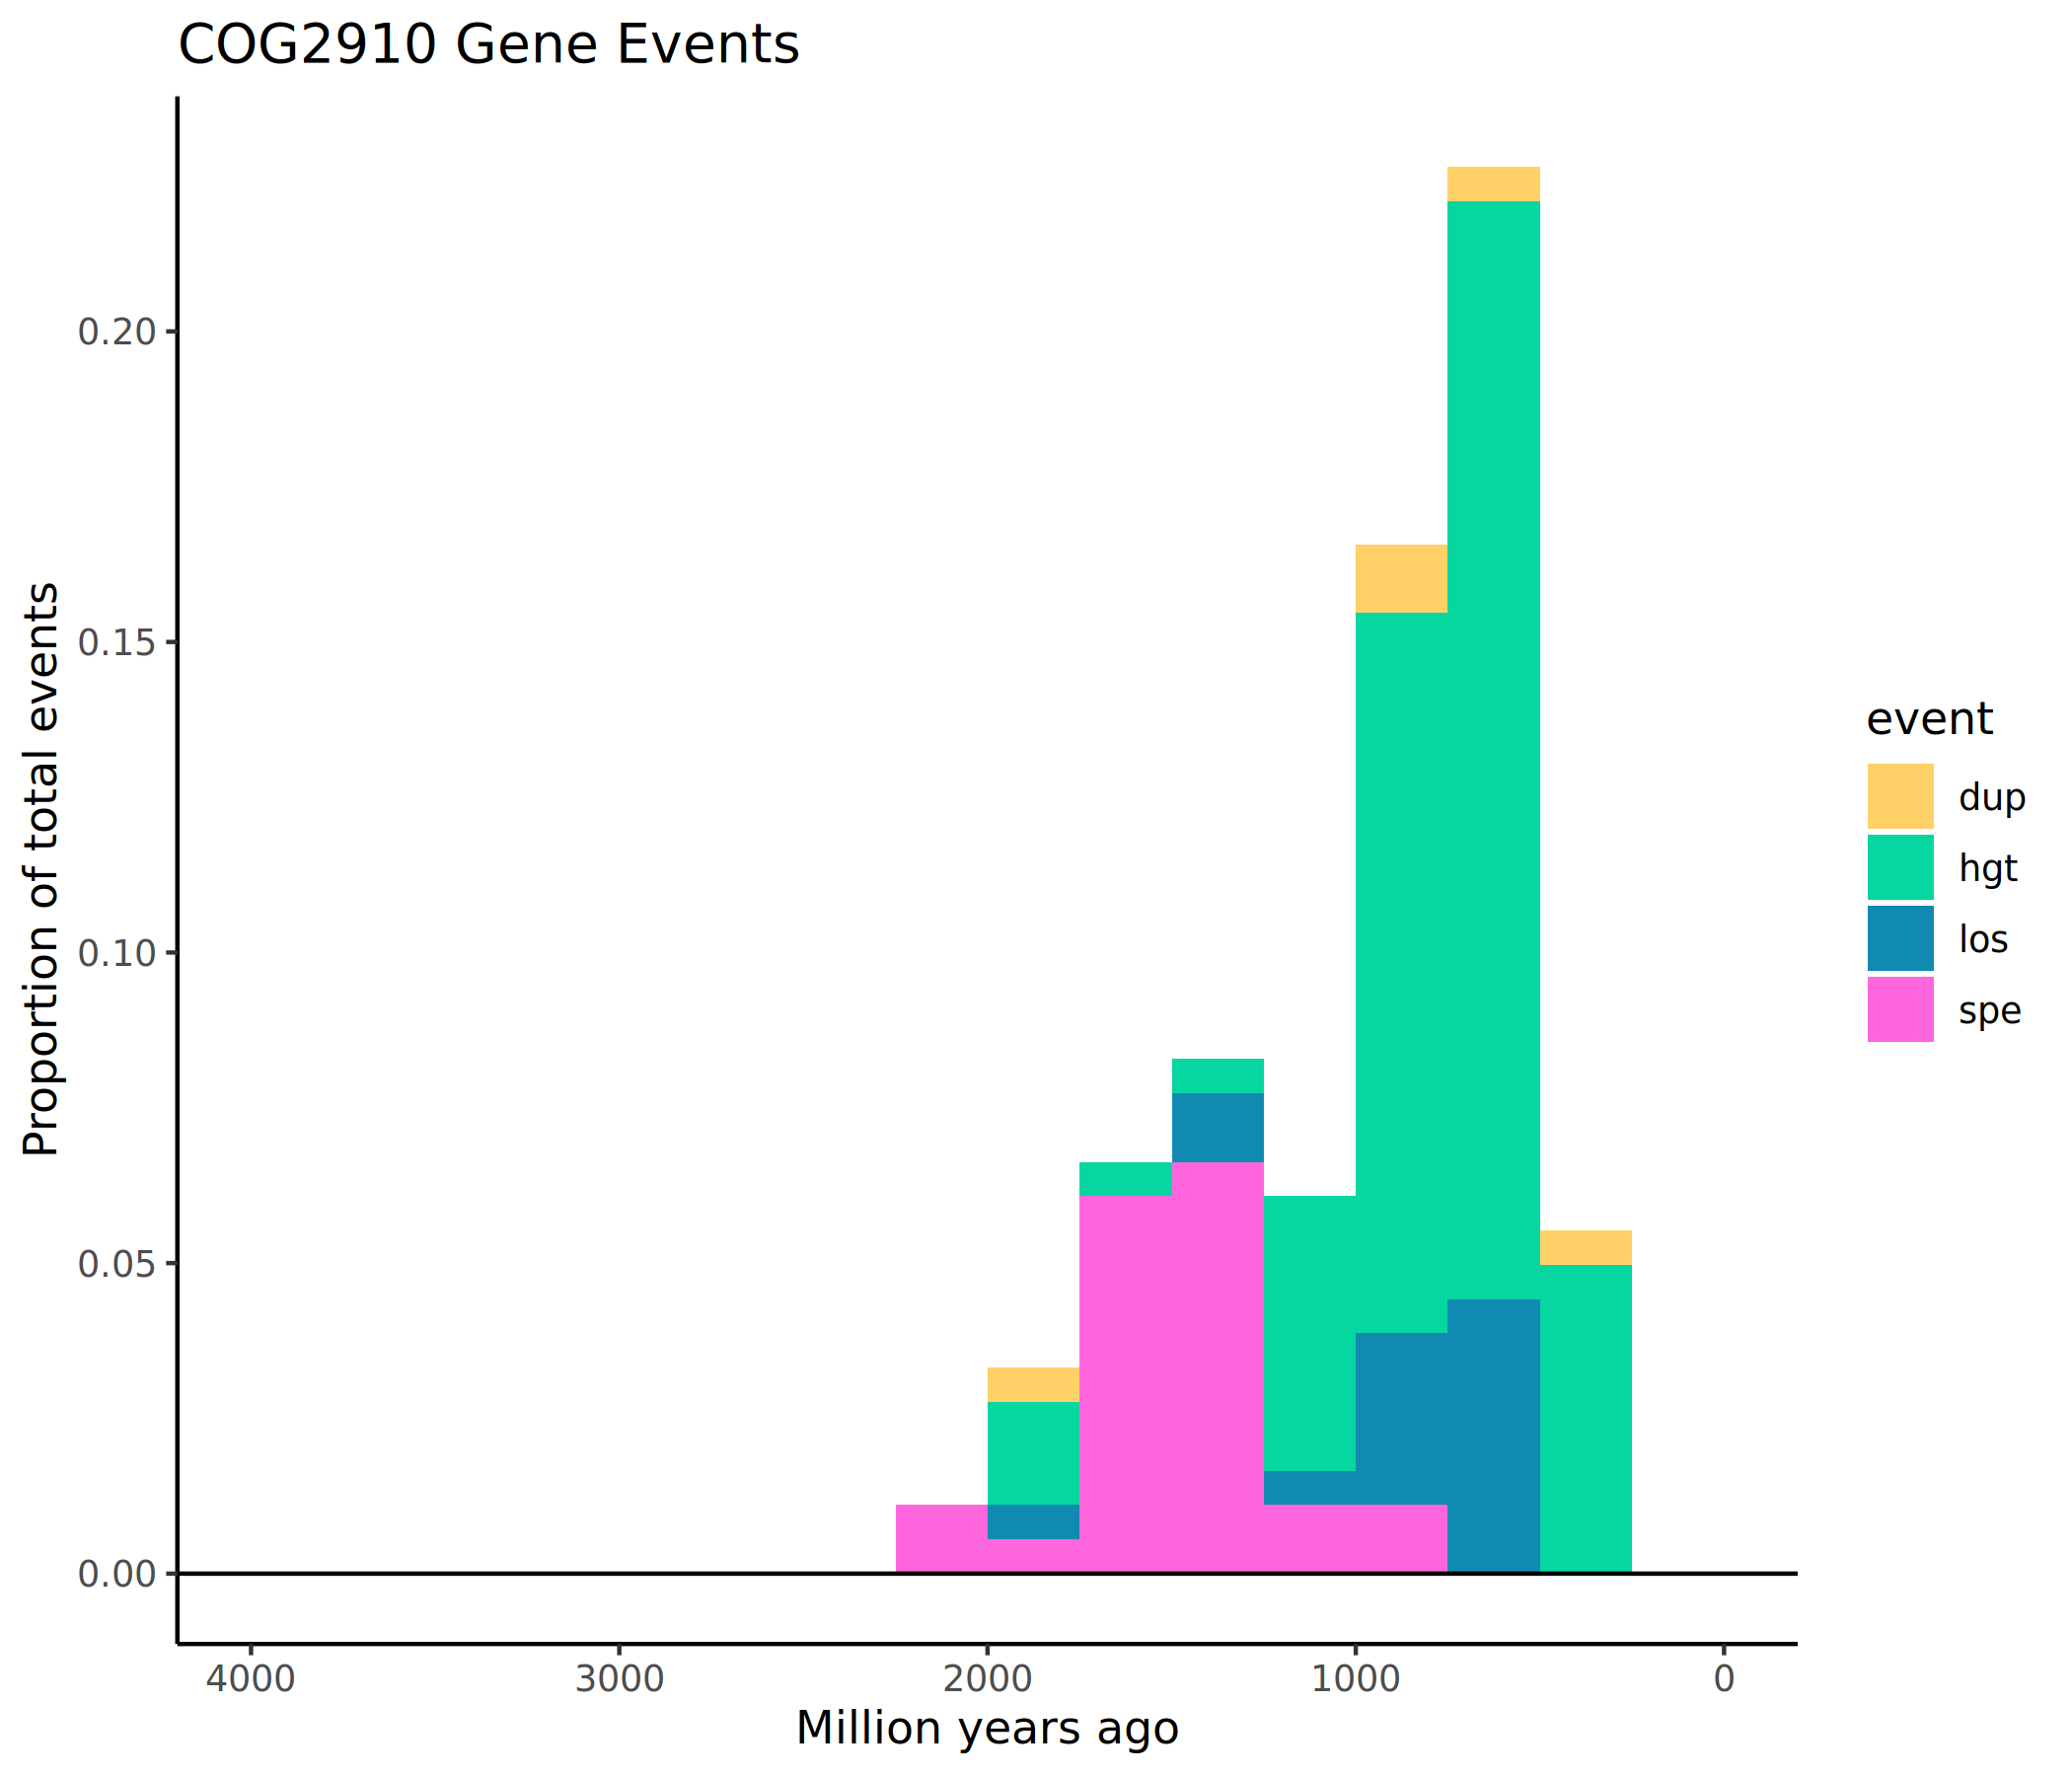 COG2910 Gene Events
Proportion of total events
0.20
0.15
0.10
0.05
0.00
4000 3000 2000 1000 0
Million years ago
event
dup
hgt
los
spe